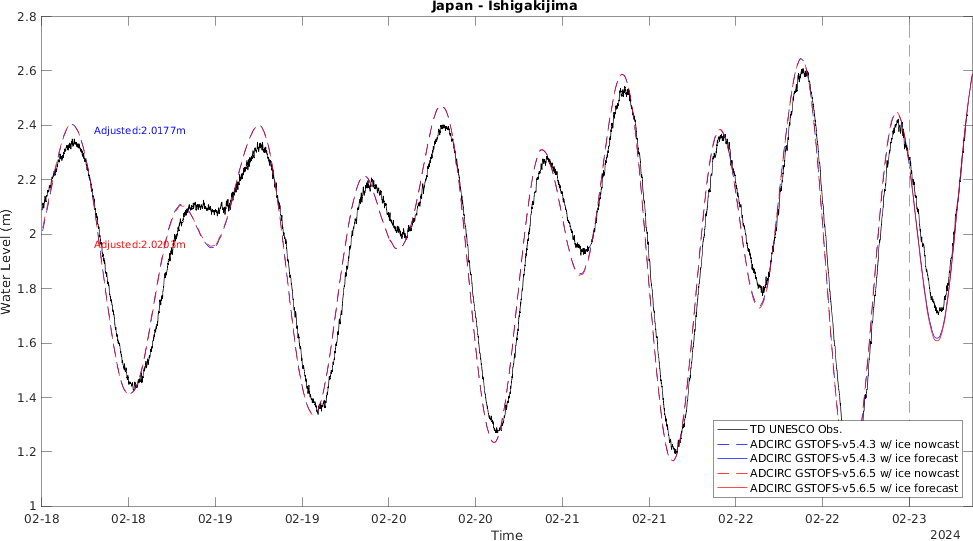 Japan - Ishigakijima
2.8
2.6
2.4
2.2
2
1.8
1.6
1.4
1.2
1
Water Level (m)
Adjusted:2.0177m
Adjusted:2.0203m
TD UNESCO Obs.
ADCIRC GSTOFS-v5.4.3 w/ ice nowcast
ADCIRC GSTOFS-v5.4.3 w/ ice forecast
ADCIRC GSTOFS-v5.6.5 w/ ice nowcast
ADCIRC GSTOFS-v5.6.5 w/ ice forecast
02-18 02-18 02-19 02-19 02-20 02-20 02-21 02-21 02-22 02-22 02-23
Time
2024